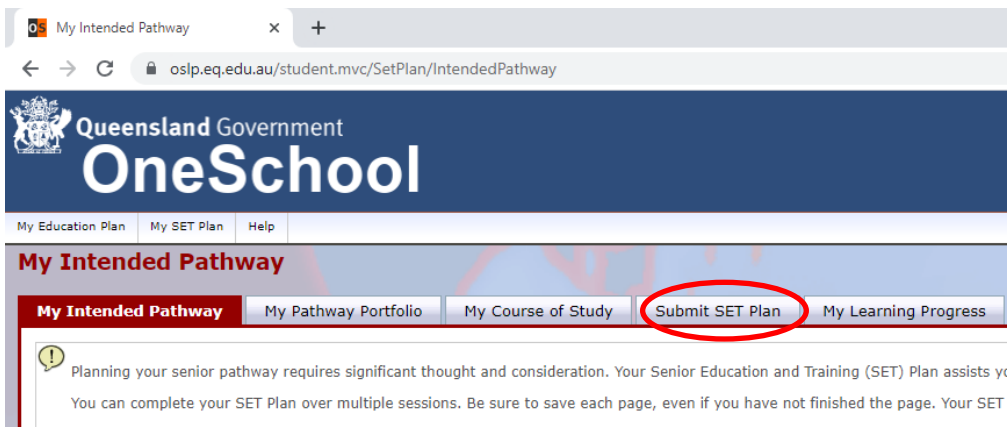 OS My Intended Pathway
oslp.eq.edu.au/student.mvc/SetPlan/IntendedPathway
Queensland Government
OneSchool
My Education Plan My SET Plan Help
My Intended Pathway
My Intended Pathway My Pathway Portfolio My Course of Study Submit SET Plan My Learning Progress
Planning your senior pathway requires significant thought and consideration. Your Senior Education and Training (SET) Plan assists
You can complete your SET Plan over multiple sessions. Be sure to save each page, even if you have not finished the page. Your SET